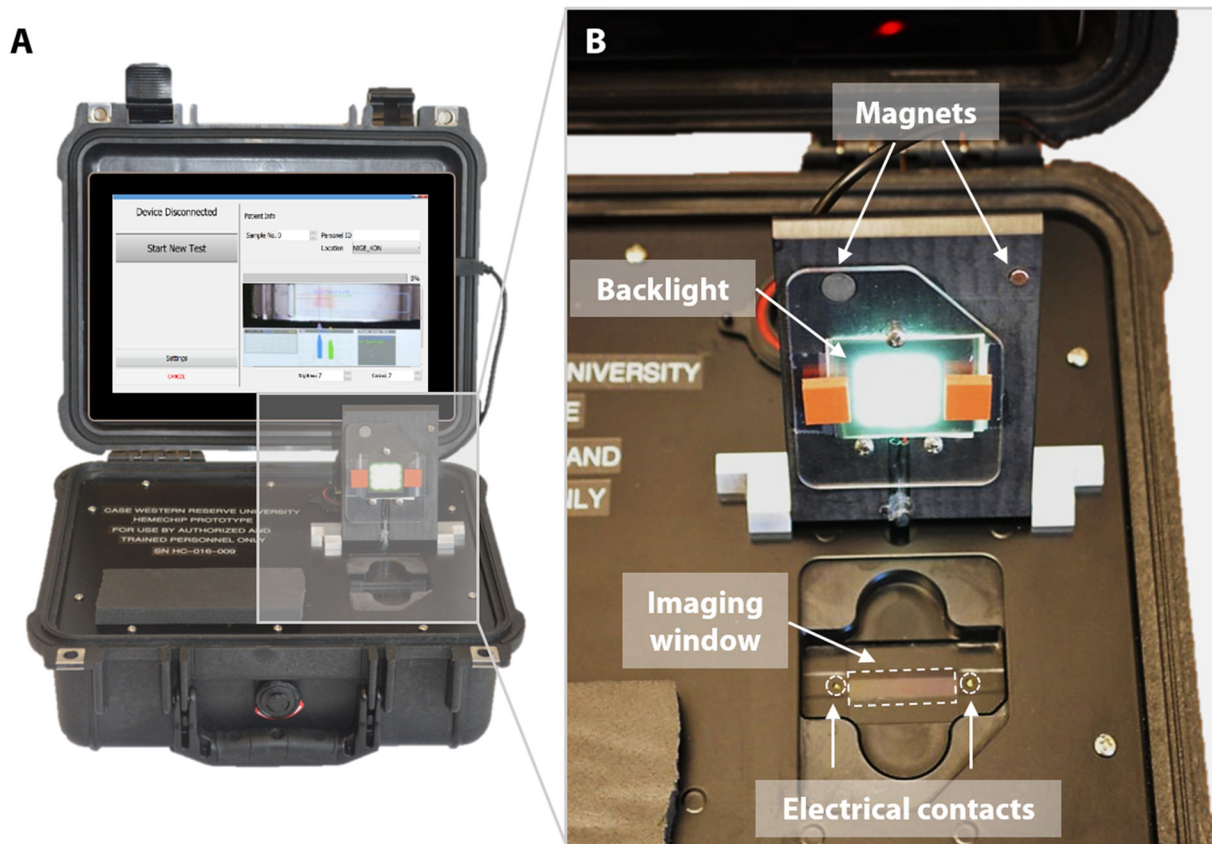 A
Device Disconnected
Start New Test
Settings
CANCEL
Patient Info
Sample No. 0
Personel ID
Location
0%
CASE WESTERN RESERVE UNIVERSITY
HEMECHIP PROTOTYPE
FOR USE BY AUTHORIZED AND
TRAINED PERSONNEL ONLY
SN HC-016-009
B
Magnets
Backlight
NIVERSITY
E
AND
NLY
Imaging
window
Electrical contacts